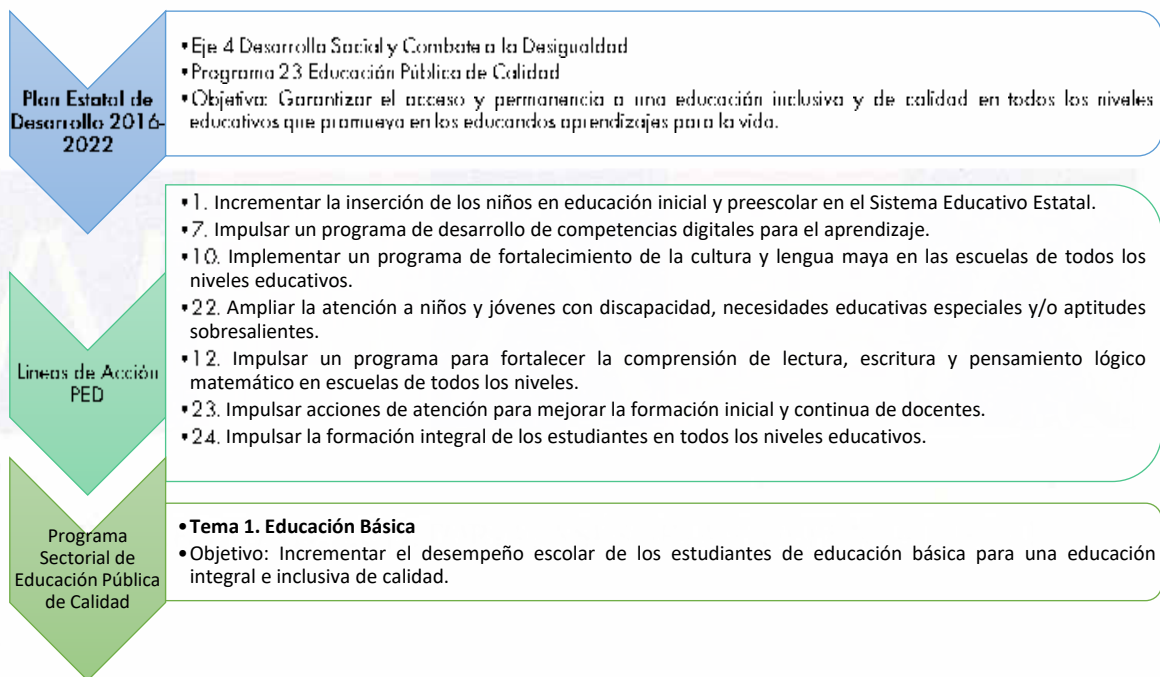 Plan Estatal de
Desarrollo 2016-
2022
•Eje 4 Desarrollo Social y Combate a la Desigualdad
•Programa 23 Educación Pública de Calidad
•Objetivo: Garantizar el acceso y permanencia a una educación inclusiva y de calidad en todos los niveles
educativos que promueva en los educandos aprendizajes para la vida.
Líneas de Acción
PED
•1. Incrementar la inserción de los niños en educación inicial y preescolar en el Sistema Educativo Estatal.
•7. Impulsar un programa de desarrollo de competencias digitales para el aprendizaje.
•10. Implementar un programa de fortalecimiento de la cultura y lengua maya en las escuelas de todos los
niveles educativos.
•22. Ampliar la atención a niños y jóvenes con discapacidad, necesidades educativas especiales y/o aptitudes
sobresalientes.
•12. Impulsar un programa para fortalecer la comprensión de lectura, escritura y pensamiento lógico
matemático en escuelas de todos los niveles.
•23. Impulsar acciones de atención para mejorar la formación inicial y continua de docentes.
•24. Impulsar la formación integral de los estudiantes en todos los niveles educativos.
Programa
Sectorial de
Educación Pública
de Calidad
•Tema 1. Educación Básica
•Objetivo: Incrementar el desempeño escolar de los estudiantes de educación básica para una educación
integral e inclusiva de calidad.